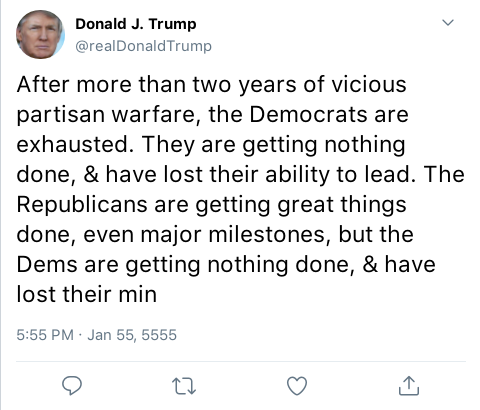 Donald J. Trump
@realDonaldTrump
After more than two years of vicious
partisan warfare, the Democrats are
exhausted. They are getting nothing
done, & have lost their ability to lead. The
Republicans are getting great things
done, even major milestones, but the
Dems are getting nothing done, & have
lost their min
5:55 PM · Jan 55, 5555